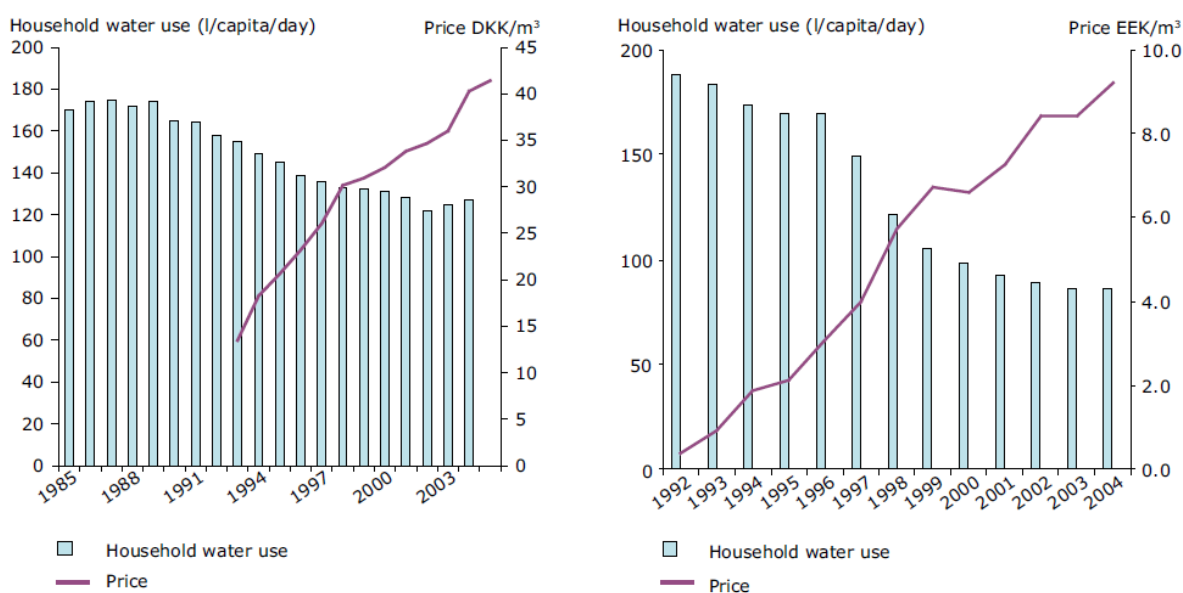 Household water use (l/capita/day) Price DKK/m³
200 45
180 40
160 35
140 30
120 25
100 20
80 15
60 10
40 5
20 0
0
1985 1988 1991 1994 1997 2000 2003
Household water use
Price
Household water use (l/capita/day) Price EEK/m³
200 10.0
150 8.0
100 6.0
50 4.0
0 2.0
0.0
1992 1993 1994 1995 1996 1997 1998 1999 2000 2001 2002 2003 2004
Household water use
Price